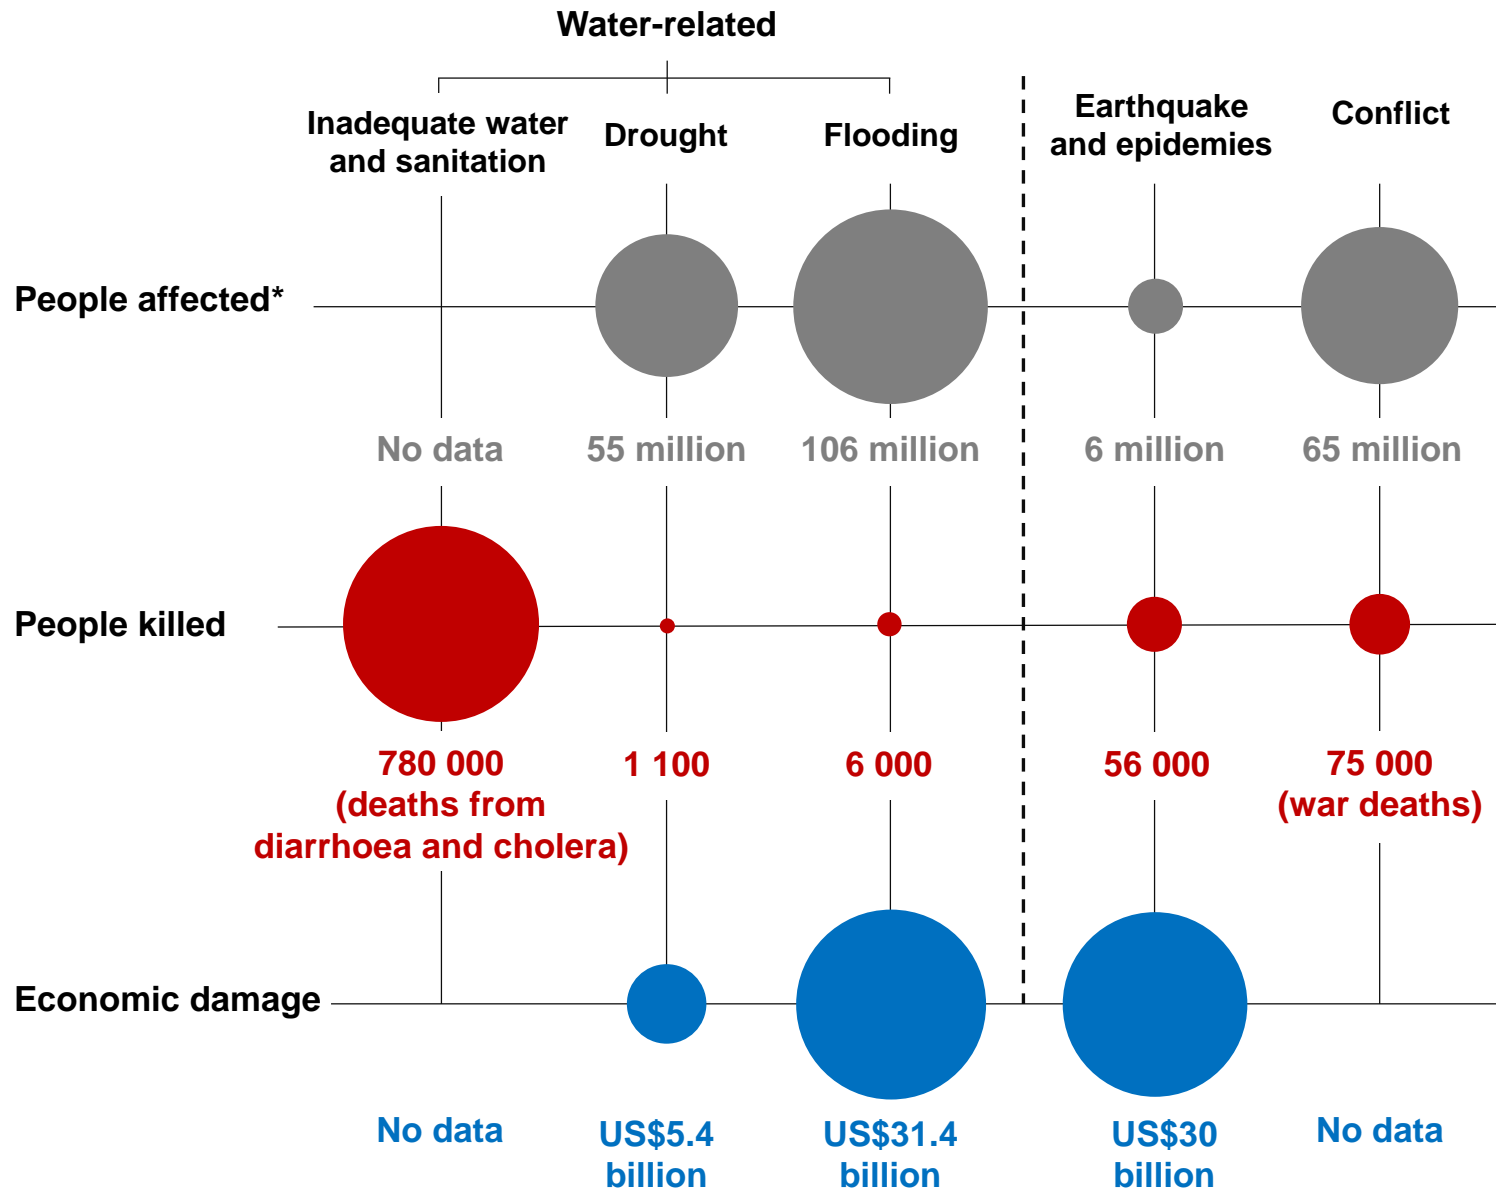 Water-related
Inadequate water
and sanitation
Drought
Flooding
Earthquake
and epidemies
Conflict
People affected*
No data
55 million
106 million
6 million
65 million
People killed
780 000
(deaths from
diarrhoea and cholera)
1 100
6 000
56 000
75 000
(war deaths)
Economic damage
No data
US$5.4
billion
US$31.4
billion
US$30
billion
No data